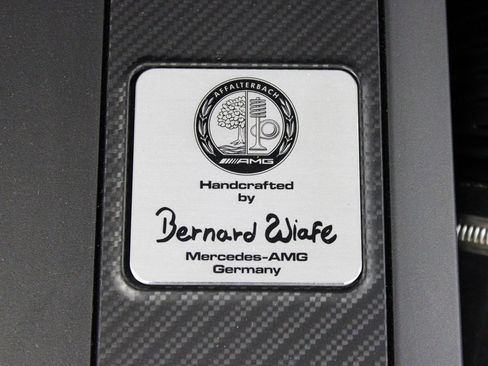 AFFALTERBACH
AMG
Handcrafted
by
Bernard Wiafe
Mercedes-AMG
Germany